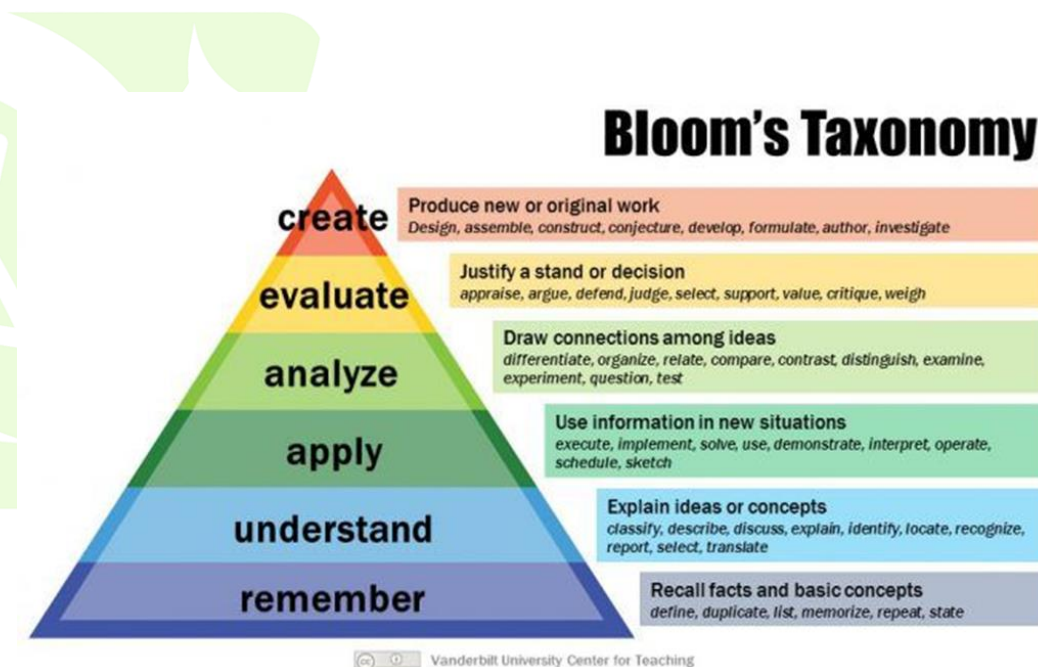 Bloom's Taxonomy
create
Produce new or original work
Design, assemble, construct, conjecture, develop, formulate, author, investigate
evaluate
Justify a stand or decision
appraise, argue, defend, judge, select, support, value, critique, weigh
analyze
Draw connections among ideas
differentiate, organize, relate, compare, contrast, distinguish, examine,
experiment, question, test
apply
Use information in new situations
execute, implement, solve, use, demonstrate, interpret, operate,
schedule, sketch
understand
Explain ideas or concepts
classify, describe, discuss, explain, identify, locate, recognize,
report, select, translate
remember
Recall facts and basic concepts
define, duplicate, list, memorize, repeat, state
cc
Vanderbilt University Center for Teaching